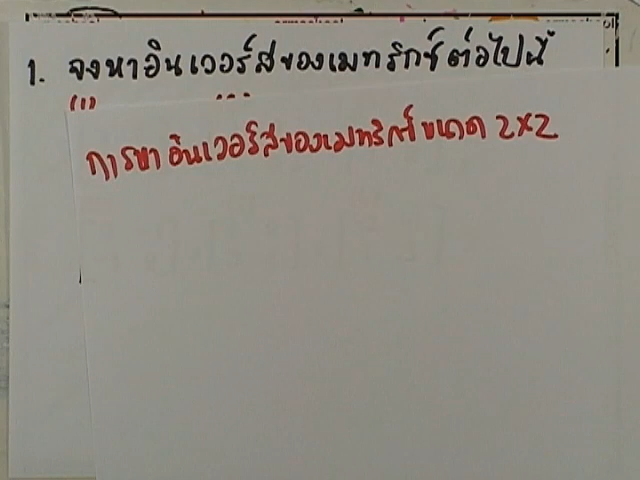 1. จงหาอินเวอร์สของเมทริกซ์ต่อไปนี้
การหาอินเวอร์สของเมทริกซ์ขนาด 2×2